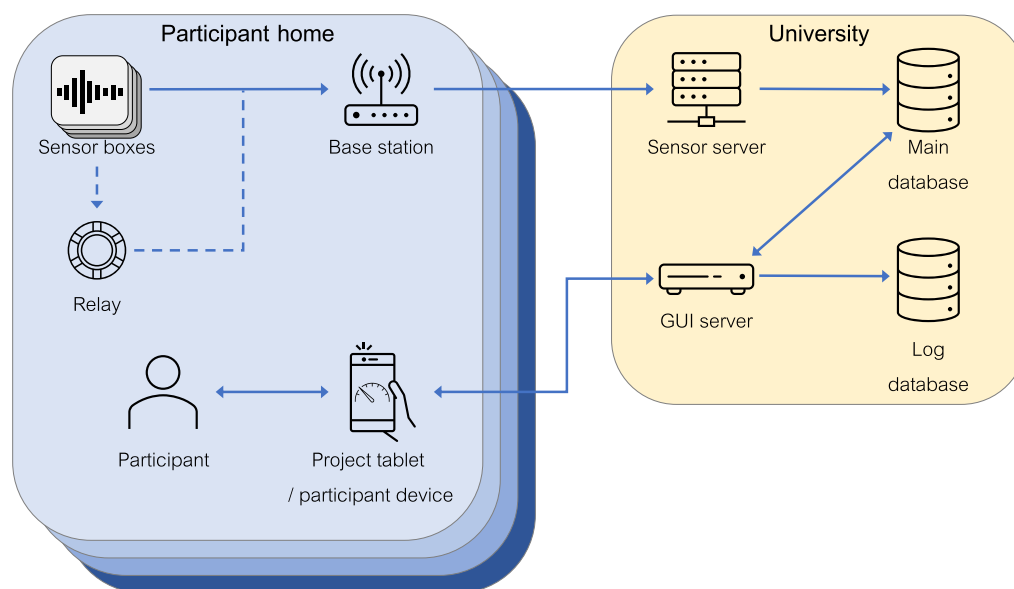 Participant home
University
Sensor boxes
Base station
Sensor server
Main
database
Relay
GUI server
Log
database
Participant
Project tablet
/ participant device